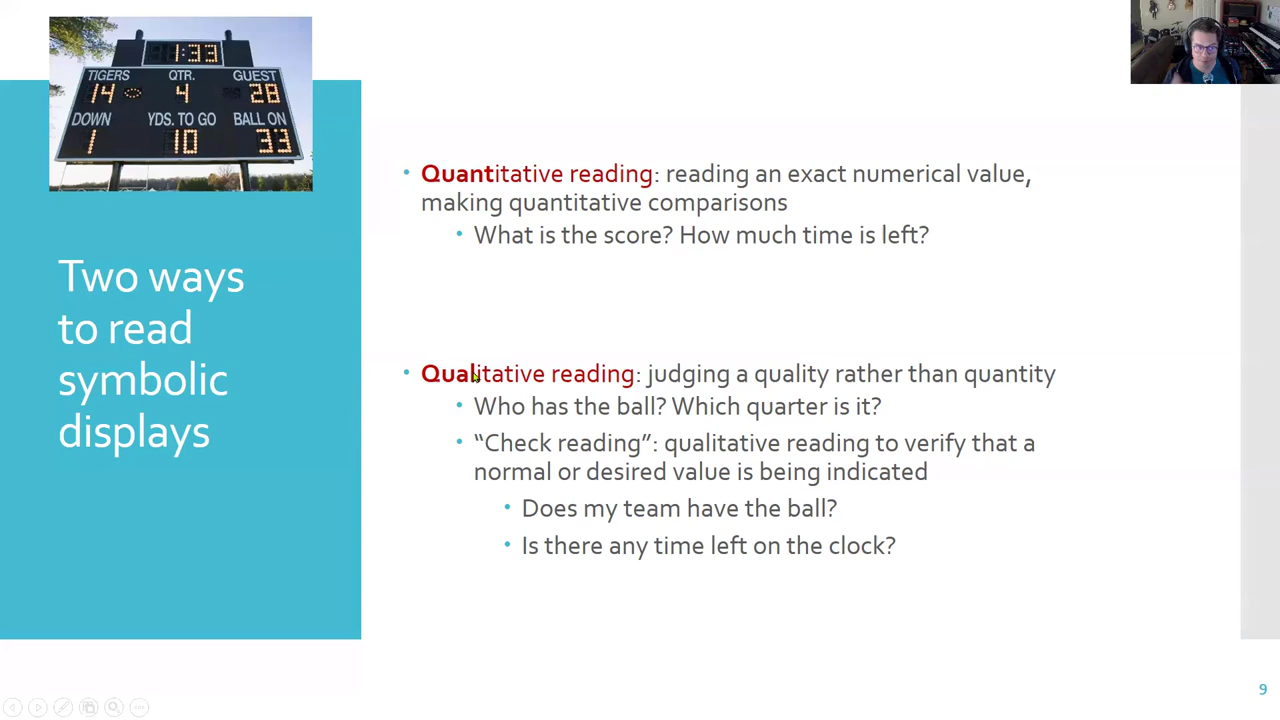 1:33
TIGERS QTR. GUEST
14 4 28
DOWN YDS. TO GO BALL ON
1 10 33
Two ways
to read
symbolic
displays
Quantitative reading: reading an exact numerical value,
making quantitative comparisons
What is the score? How much time is left?
Qualitative reading: judging a quality rather than quantity
Who has the ball? Which quarter is it?
“Check reading”: qualitative reading to verify that a
normal or desired value is being indicated
Does my team have the ball?
Is there any time left on the clock?
9